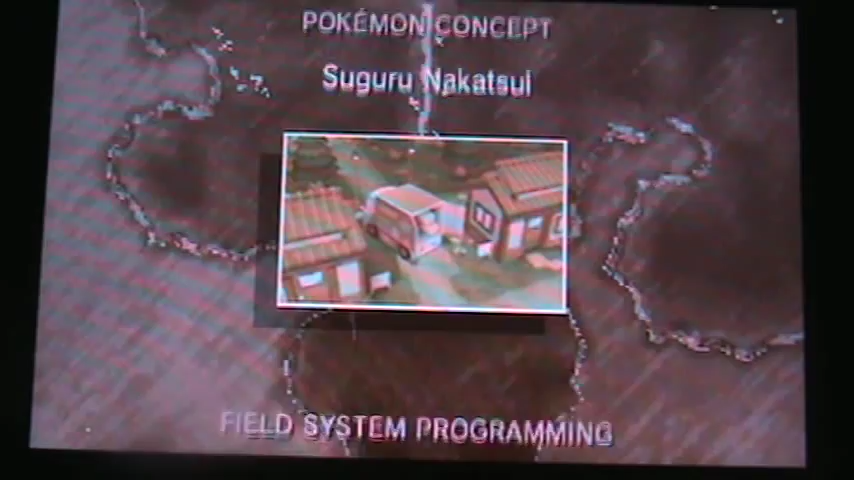 POKÉMON CONCEPT
Suguru Nakatsui
FIELD SYSTEM PROGRAMMING